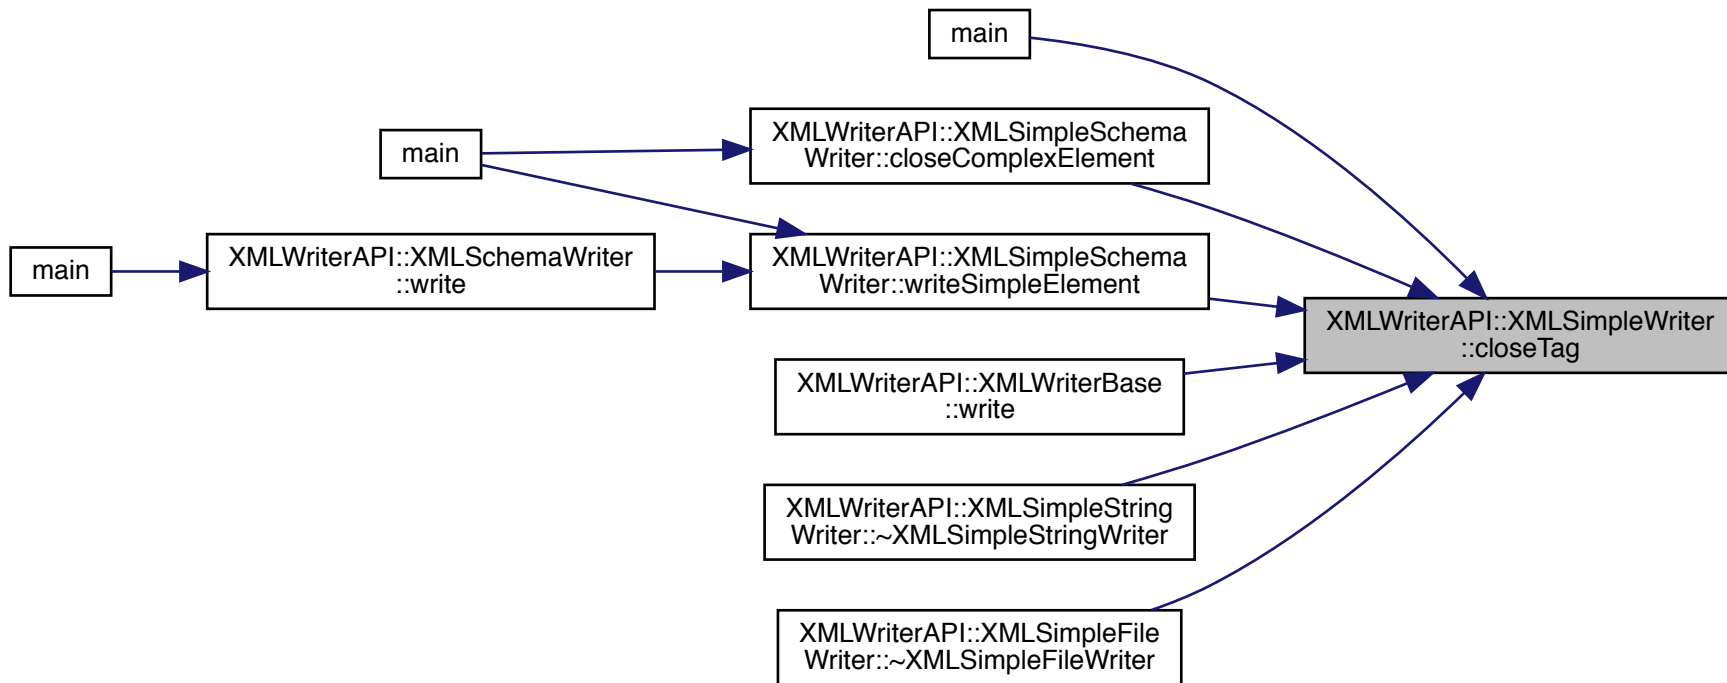 main
XMLWriterAPI::XMLSimpleSchema
Writer::closeComplexElement
main
XMLWriterAPI::XMLSchemaWriter
::write
main
XMLWriterAPI::XMLSimpleSchema
Writer::writeSimpleElement
XMLWriterAPI::XMLSimpleWriter
::closeTag
XMLWriterAPI::XMLWriterBase
::write
XMLWriterAPI::XMLSimpleString
Writer::~XMLSimpleStringWriter
XMLWriterAPI::XMLSimpleFile
Writer::~XMLSimpleFileWriter